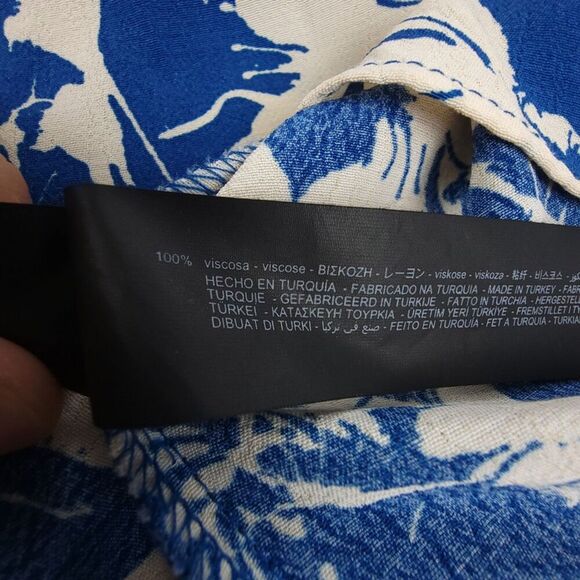 100% viscosa - viscose - ΒΙΣΚΟΖΗ - レーヨン - viskose - viskoza - 粘纤 - 비스코스 -
HECHO EN TURQUÍA - FABRICADO NA TURQUIA - MADE IN TURKEY -
TURQUIE - GEFABRICEERD IN TURKIJE - FATTO IN TURCHIA - HERGESTELL
TÜRKEI - ΚΑΤΑΣΚΕΥΗ ΤΟΥΡΚΙΑ - ÜRETİM YERİ TÜRKİYE - FREMSTILLET I
DIBUAT DI TURKI - صنع في تركيا - FEITO EN TURQUÍA - FET A TURQUIA -